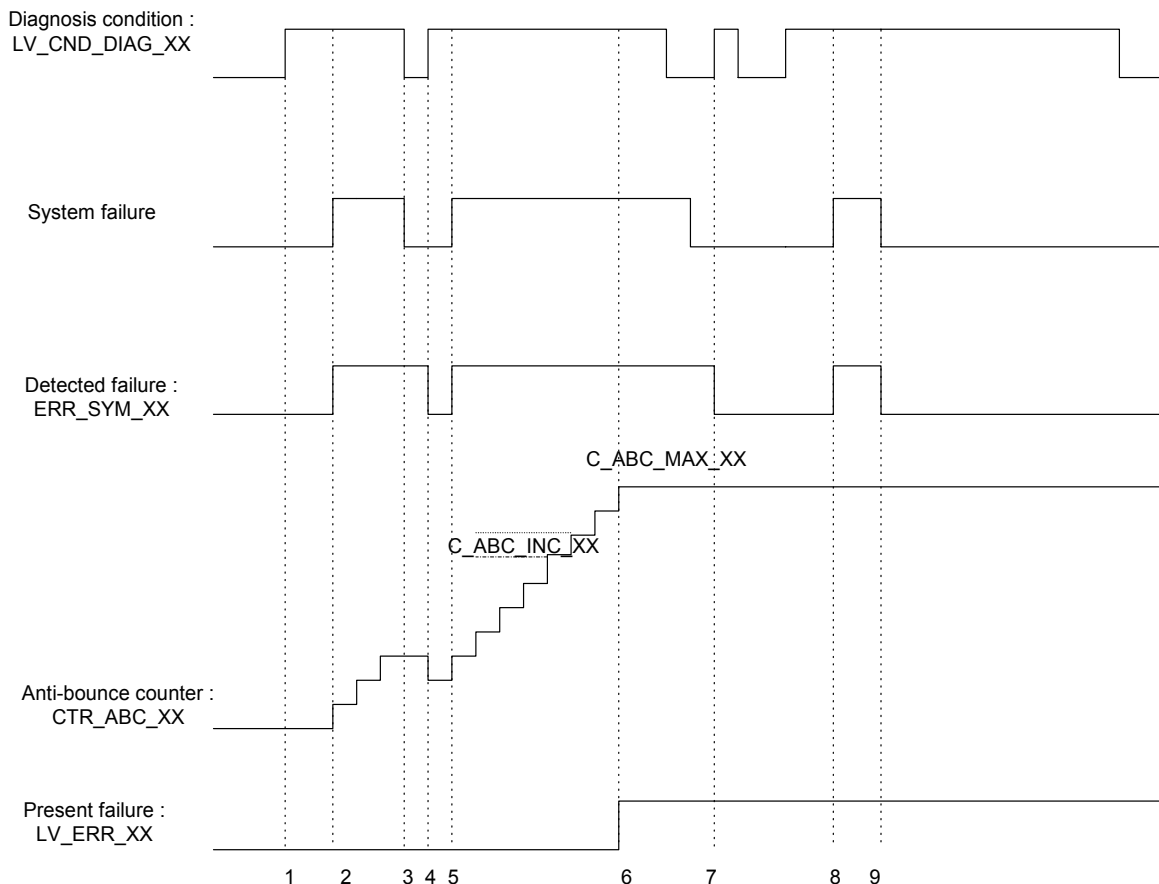 Diagnosis condition :
LV_CND_DIAG_XX
System failure
Detected failure :
ERR_SYM_XX
C_ABC_MAX_XX
C_ABC_INC_XX
Anti-bounce counter :
CTR_ABC_XX
Present failure :
LV_ERR_XX
1 2 3 4 5 6 7 8 9